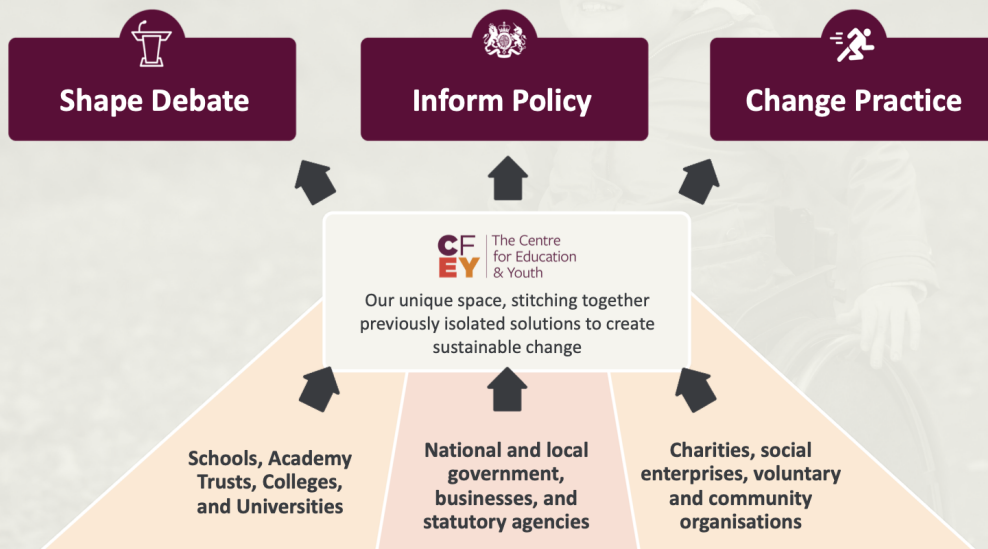 Shape Debate
Inform Policy
Change Practice
CFEY
The Centre
for Education
& Youth
Our unique space, stitching together
previously isolated solutions to create
sustainable change
Schools, Academy
Trusts, Colleges,
and Universities
National and local
government,
businesses, and
statutory agencies
Charities, social
enterprises, voluntary
and community
organisations